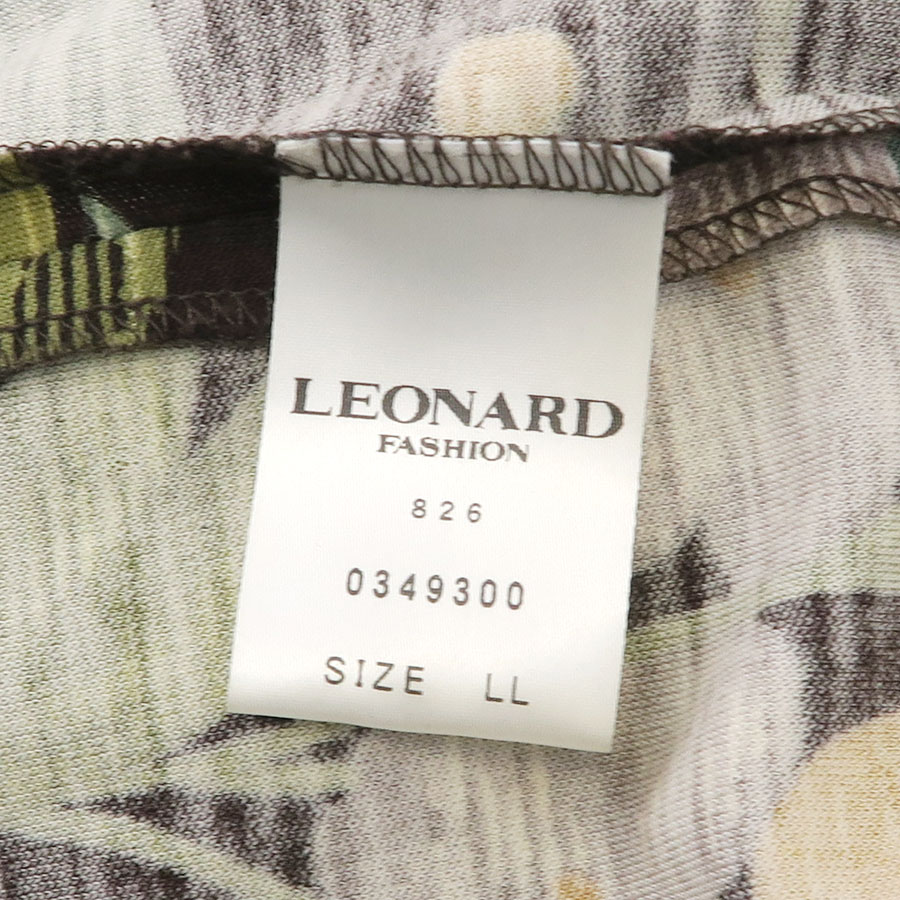 LEONARD
FASHION
826
0349300
SIZE LL